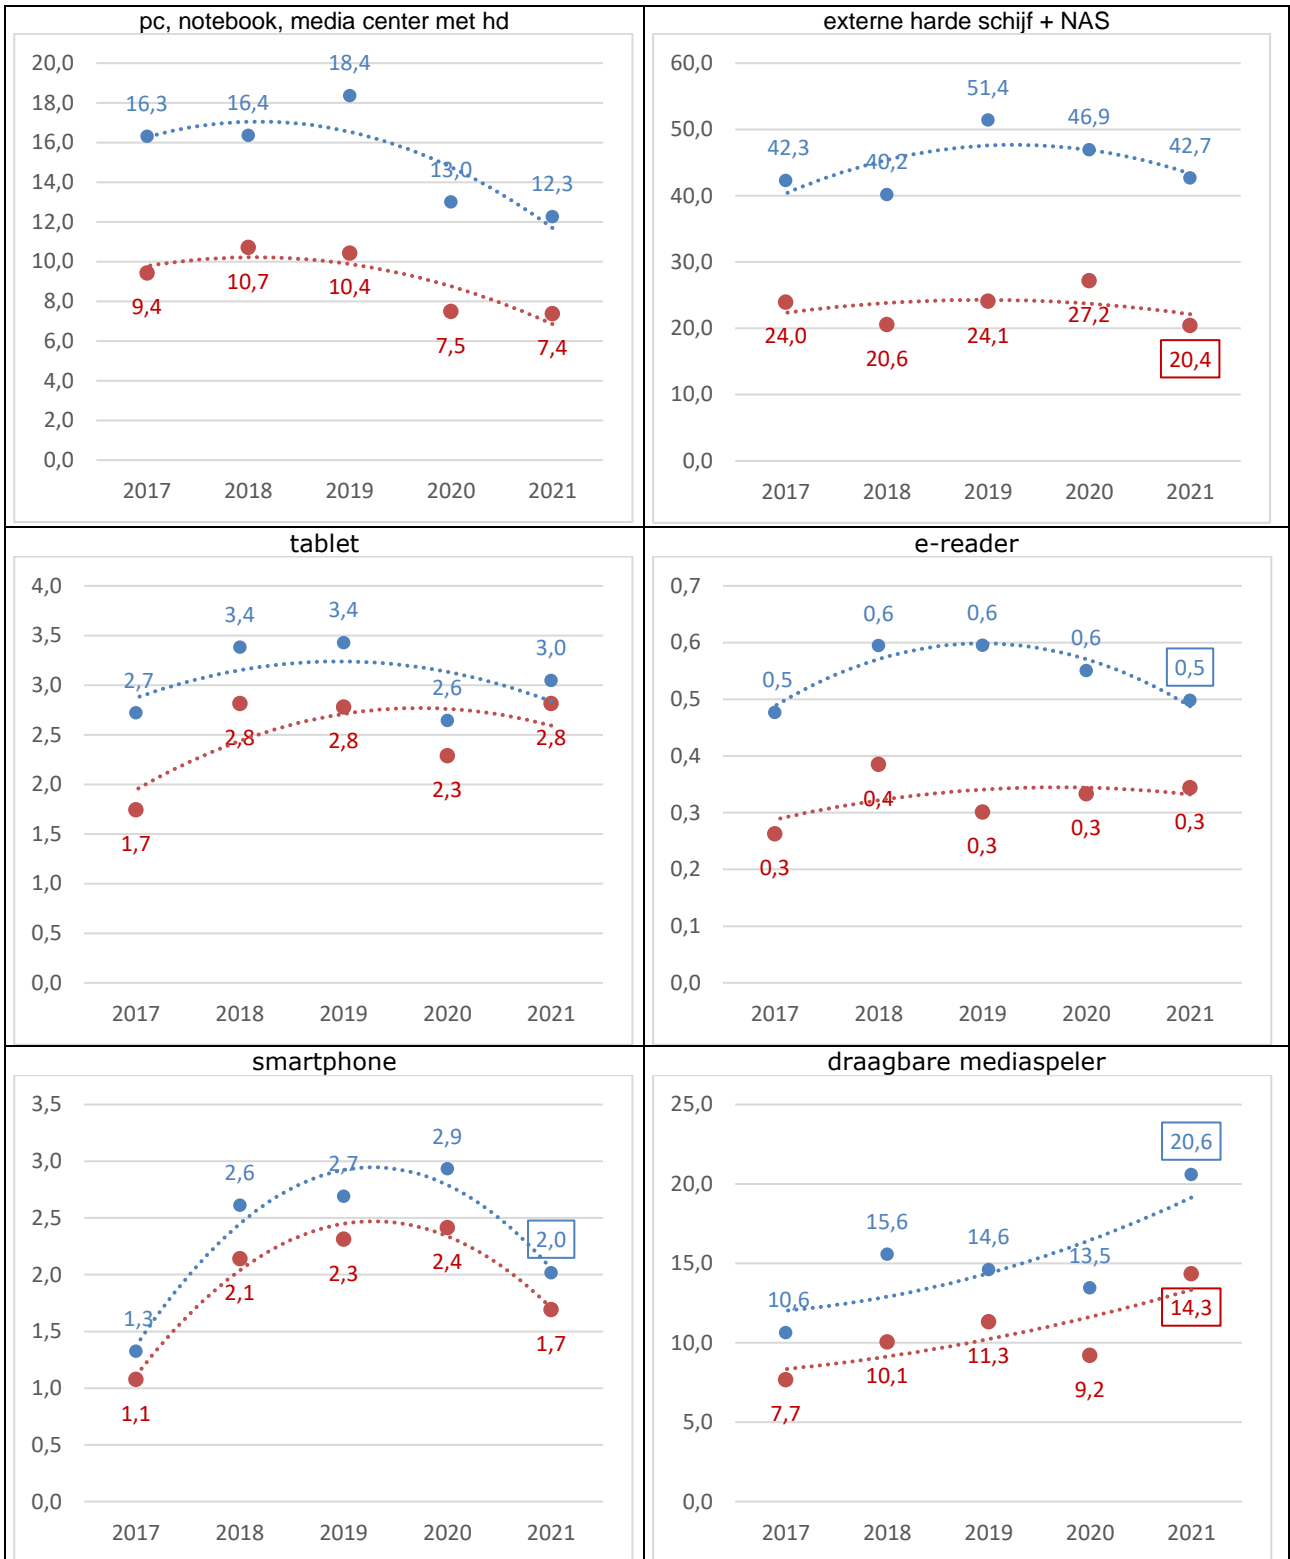 pc, notebook, media center met hd
20,0
18,0
16,0
14,0
12,0
10,0
8,0
6,0
4,0
2,0
0,0
16,3 16,4 18,4 13,0 12,3
9,4 10,7 10,4 7,5 7,4
2017 2018 2019 2020 2021
externe harde schijf + NAS
60,0
50,0
40,0
30,0
20,0
10,0
0,0
42,3 40,2 51,4 46,9 42,7
24,0 20,6 24,1 27,2 20,4
2017 2018 2019 2020 2021
tablet
4,0
3,5
3,0
2,5
2,0
1,5
1,0
0,5
0,0
2,7 3,4 3,4 2,6 3,0
1,7 2,8 2,8 2,3 2,8
2017 2018 2019 2020 2021
e-reader
0,7
0,6
0,5
0,4
0,3
0,2
0,1
0,0
0,5 0,6 0,6 0,6 0,5
0,3 0,4 0,3 0,3 0,3
2017 2018 2019 2020 2021
smartphone
3,5
3,0
2,5
2,0
1,5
1,0
0,5
0,0
1,3 2,6 2,7 2,9 2,0
1,1 2,1 2,3 2,4 1,7
2017 2018 2019 2020 2021
draagbare mediaspeler
25,0
20,0
15,0
10,0
5,0
0,0
10,6 15,6 14,6 13,5 20,6
7,7 10,1 11,3 9,2 14,3
2017 2018 2019 2020 2021